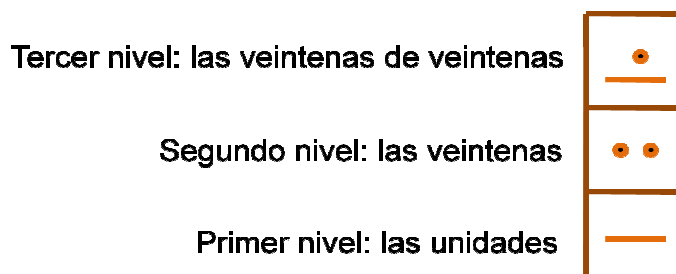 Tercer nivel: las veintenas de veintenas
Segundo nivel: las veintenas
Primer nivel: las unidades